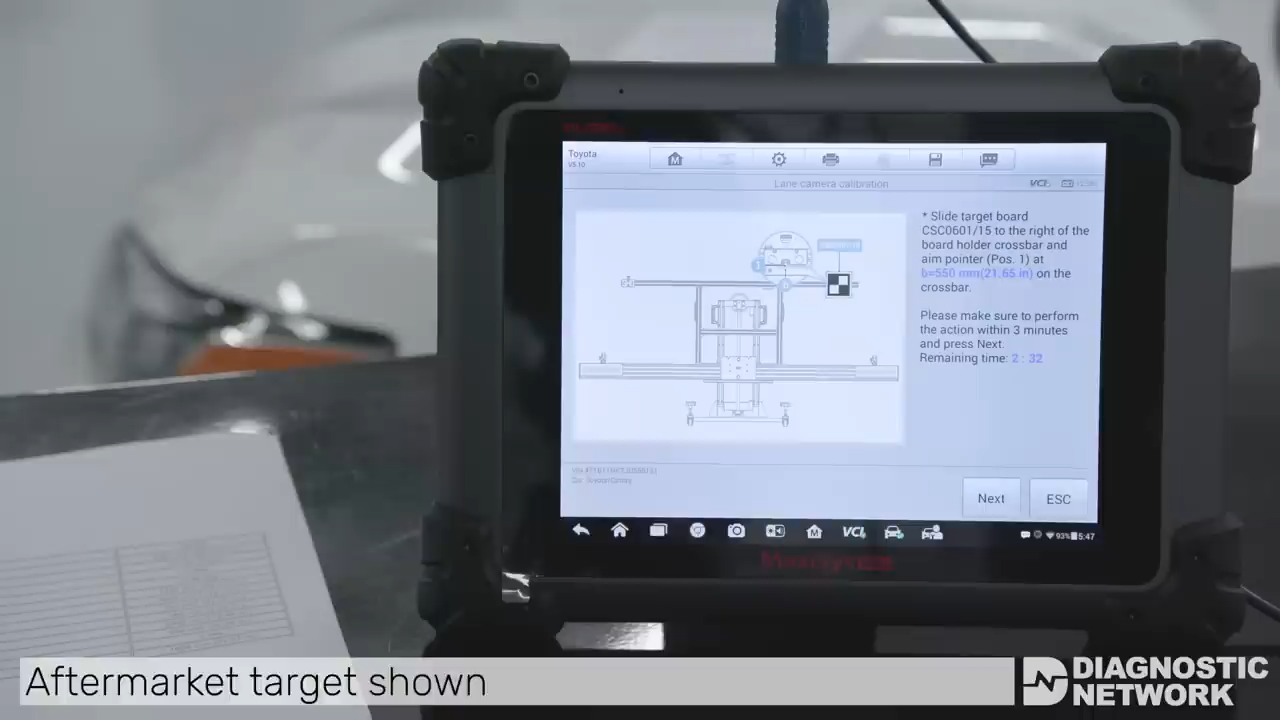 Toyota
V5.10
Lane camera calibration
VCI
* Slide target board
CSC0601/15 to the right of the
board holder crossbar and
aim pointer (Pos. 1) at
b=550 mm(21.65 in) on the
crossbar.
Please make sure to perform
the action within 3 minutes
and press Next.
Remaining time: 2 : 32
Next
ESC
VCI
93%
5:47
Aftermarket target shown
DIAGNOSTIC
NETWORK